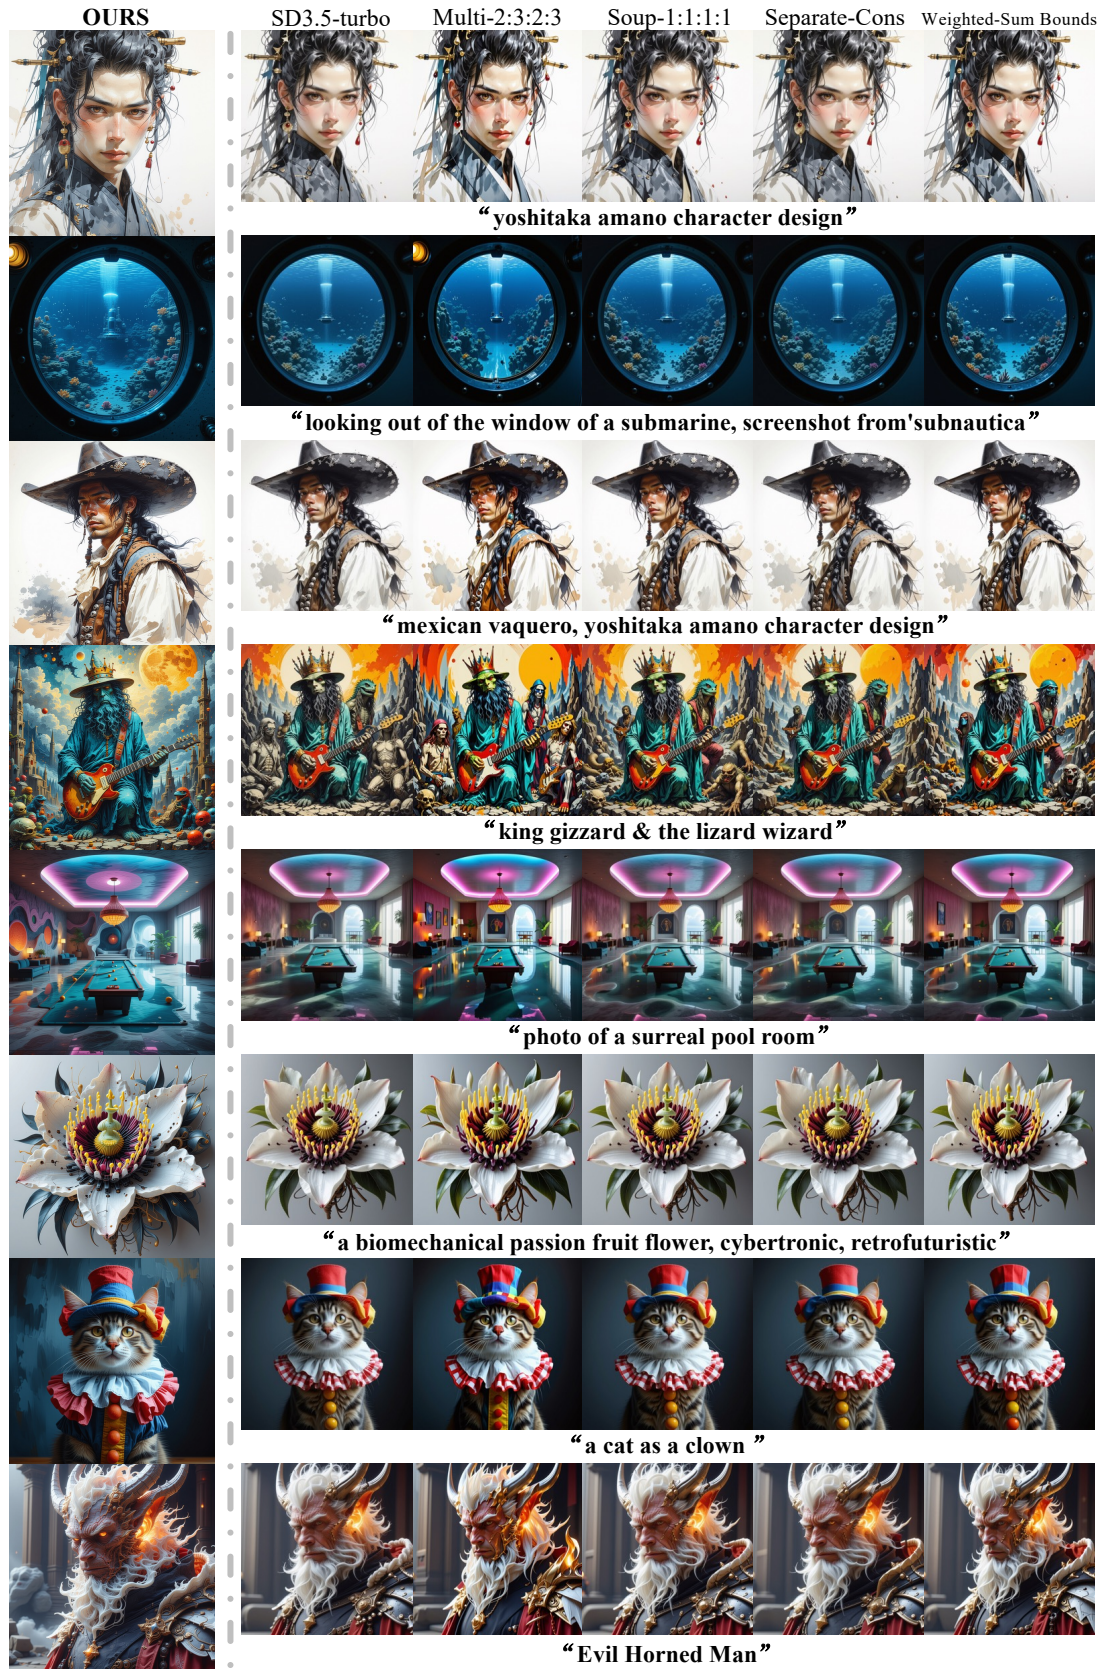 OURS SD3.5-turbo Multi-2:3:2:3 Soup-1:1:1:1 Separate-Cons Weighted-Sum Bounds
“yoshitaka amano character design”
“looking out of the window of a submarine, screenshot from'subnautica”
“mexican vaquero, yoshitaka amano character design”
“king gizzard & the lizard wizard”
“photo of a surreal pool room”
“a biomechanical passion fruit flower, cybertronic, retrofuturistic”
“a cat as a clown ”
“Evil Horned Man”